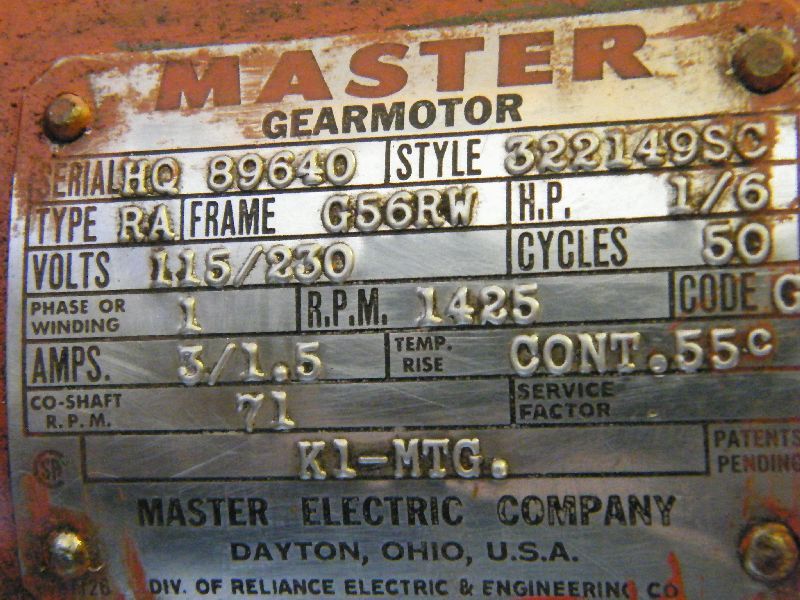 MASTER
GEARMOTOR
SERIAL HQ 89640 STYLE 322149SC
TYPE RA FRAME G56RW H.P. 1/6
VOLTS 115/230 CYCLES 50
PHASE OR WINDING 1 R.P.M. 1425 CODE G
AMPS. 3/1.5 TEMP. RISE CONT.55C
CO-SHAFT R.P.M. 71 SERVICE FACTOR
K1-MTG. PATENTS PENDING
MASTER ELECTRIC COMPANY
DAYTON, OHIO, U.S.A.
DIV. OF RELIANCE ELECTRIC & ENGINEERING CO